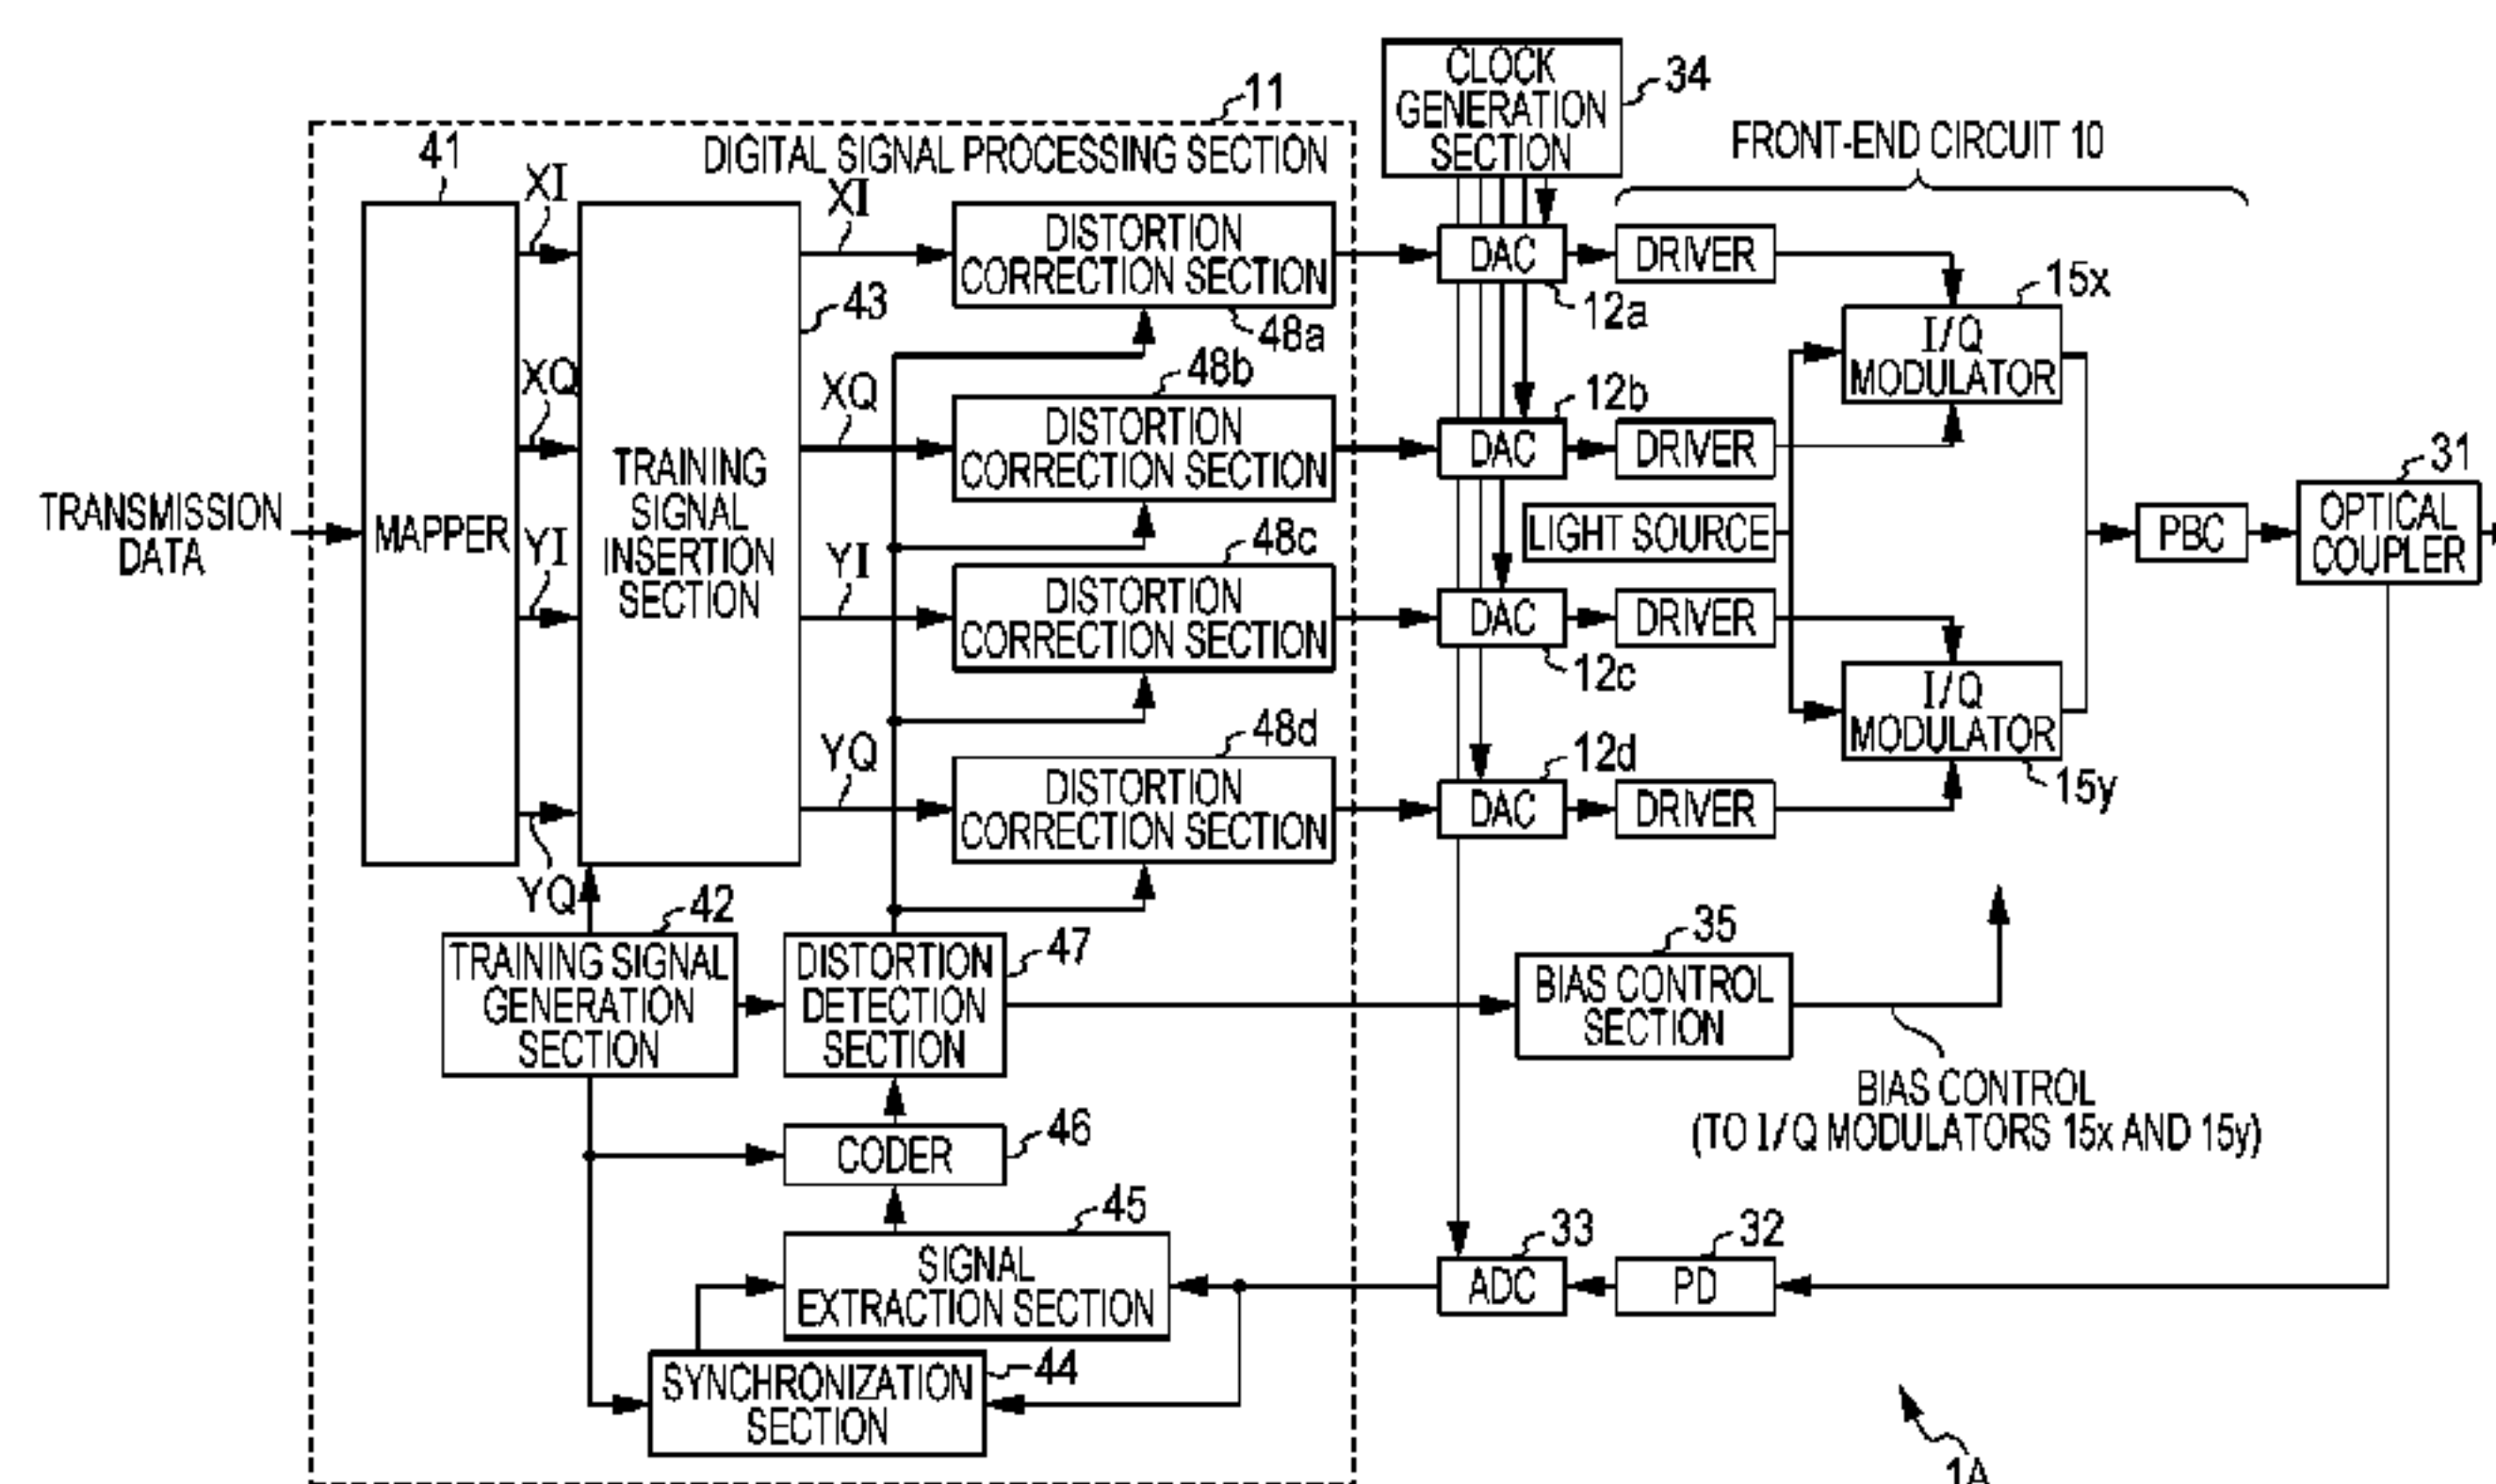 CLOCK
GENERATION
SECTION
34
11
DIGITAL SIGNAL PROCESSING SECTION
FRONT-END CIRCUIT 10
41
XI
XI
DISTORTION
CORRECTION SECTION
48a
DAC
12a
DRIVER
15x
I/Q
MODULATOR
43
XQ
XQ
48b
DISTORTION
CORRECTION SECTION
12b
DAC
DRIVER
TRANSMISSION
DATA
MAPPER
TRAINING
SIGNAL
INSERTION
SECTION
LIGHT SOURCE
PBC
31
OPTICAL
COUPLER
YI
YI
48c
DISTORTION
CORRECTION SECTION
DAC
12c
DRIVER
I/Q
MODULATOR
15y
YQ
YQ
48d
DISTORTION
CORRECTION SECTION
12d
DAC
DRIVER
42
TRAINING SIGNAL
GENERATION
SECTION
47
DISTORTION
DETECTION
SECTION
35
BIAS CONTROL
SECTION
BIAS CONTROL
(TO I/Q MODULATORS 15x AND 15y)
46
CODER
45
SIGNAL
EXTRACTION SECTION
33
ADC
32
PD
44
SYNCHRONIZATION
SECTION
1A